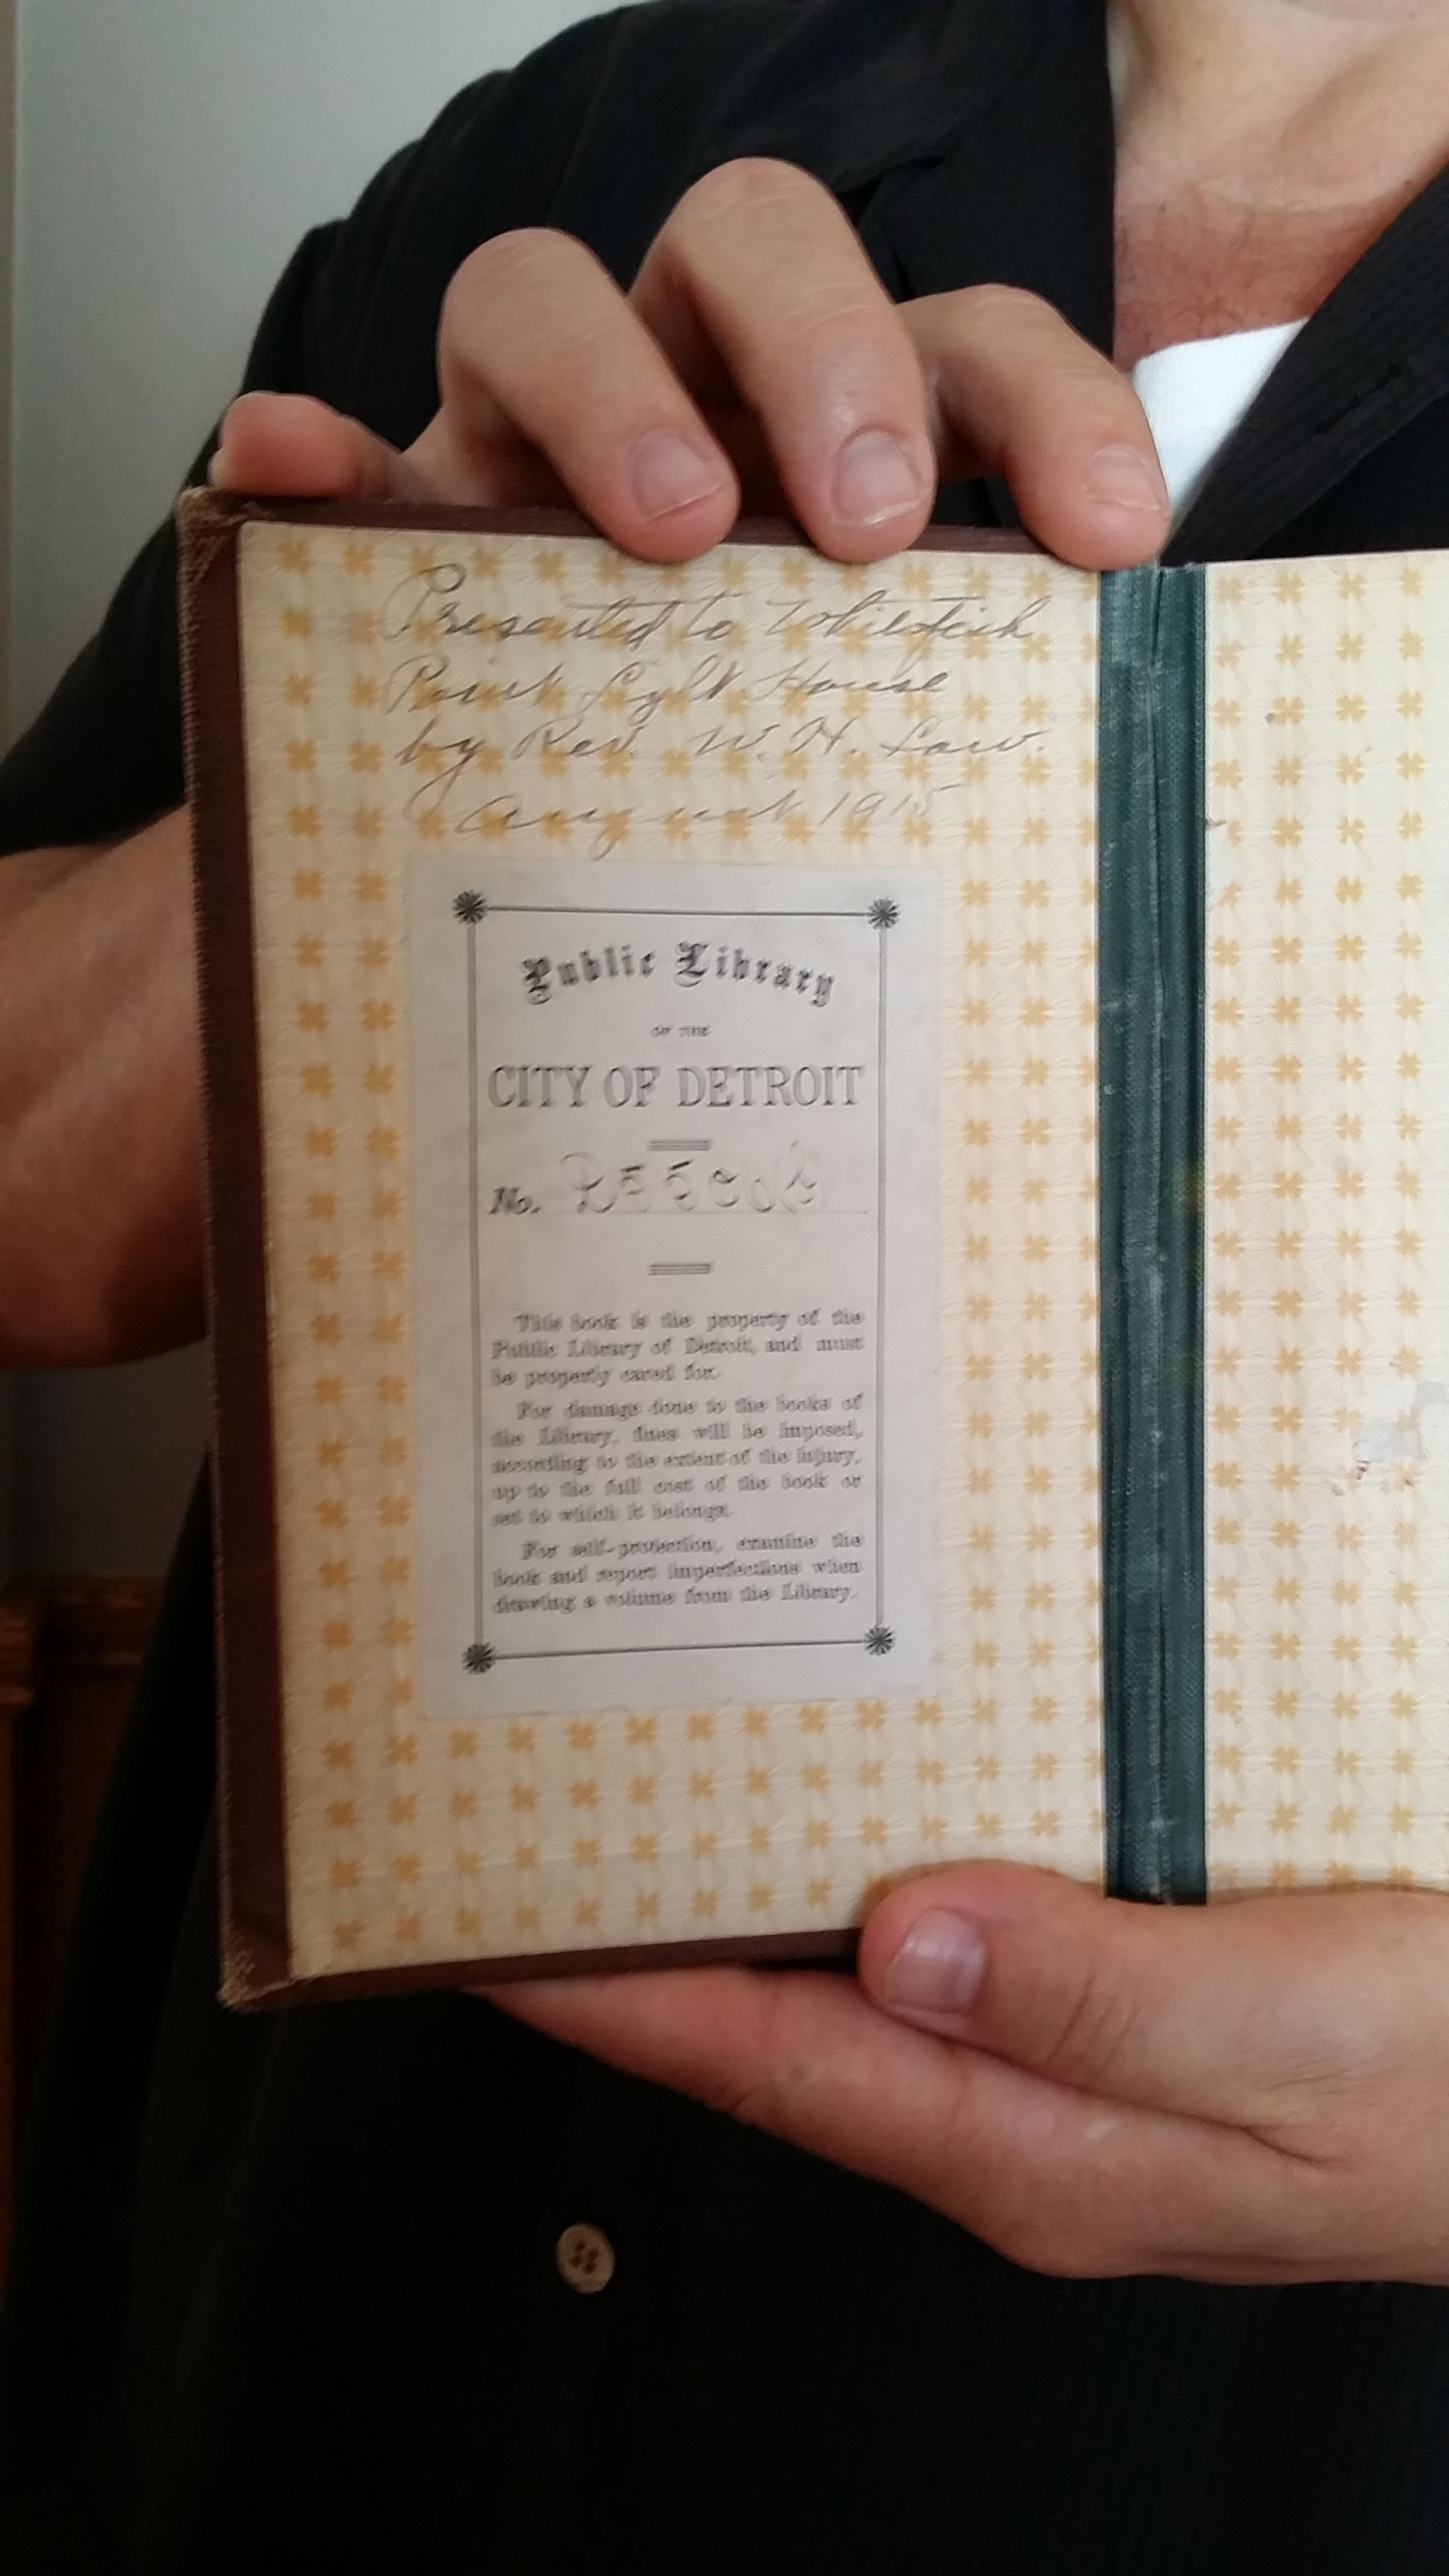 Presented to Whitefish
Point Light House
by Rev. W. H. Law.
August 1915
Public Library
OF THE
CITY OF DETROIT
No.
This book is the property of the
Public Library of Detroit, and must
be properly cared for.
For damage done to the books of
the Library, fines will be imposed,
according to the extent of the injury,
up to the full cost of the book or
set to which it belongs.
For self-protection, examine the
book and report imperfections when
drawing a volume from the Library.